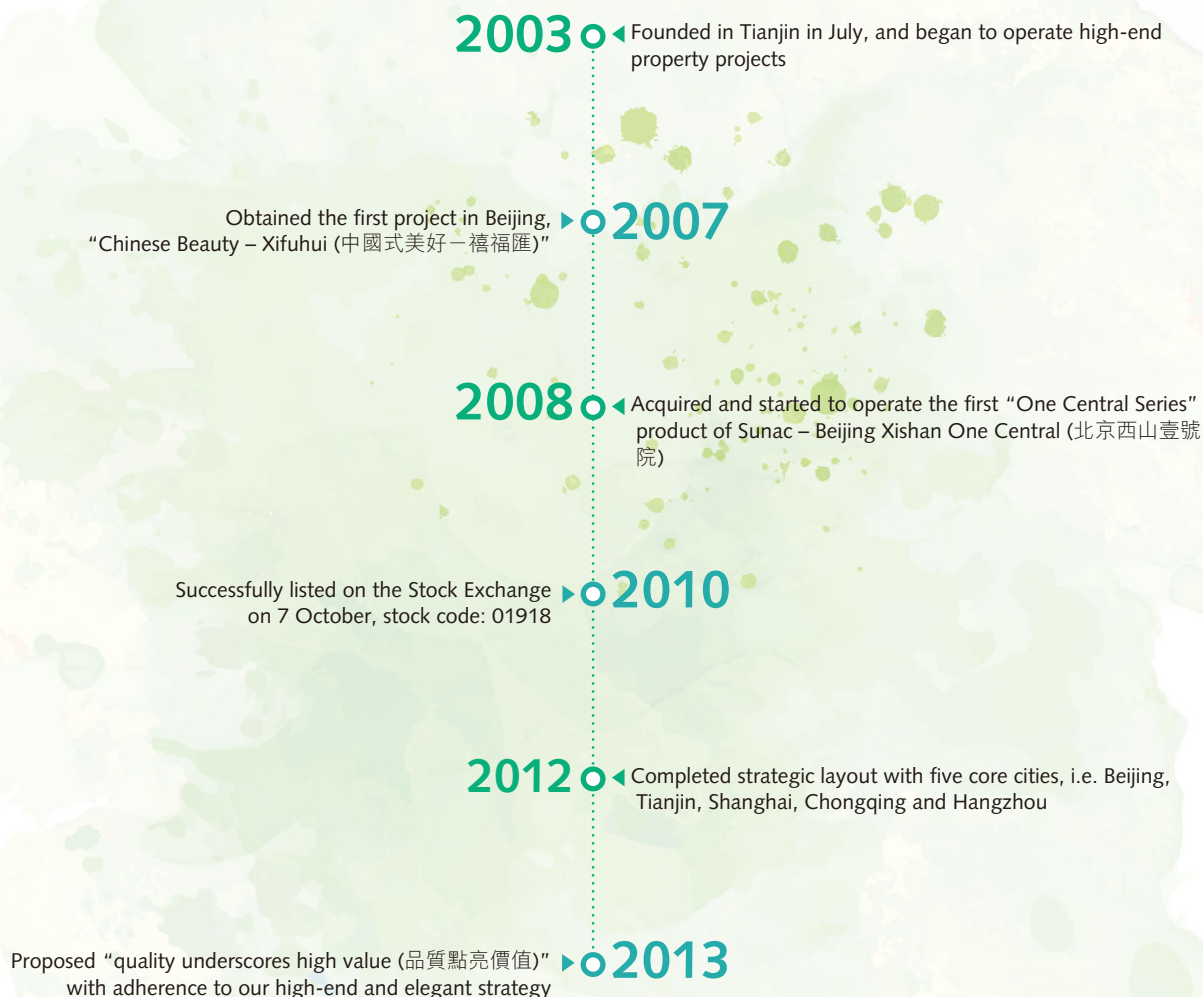 2003
Founded in Tianjin in July, and began to operate high-end
property projects
Obtained the first project in Beijing,
“Chinese Beauty – Xifuhui (中國式美好－禧福匯)”
2007
2008
Acquired and started to operate the first “One Central Series”
product of Sunac – Beijing Xishan One Central (北京西山壹號
院)
Successfully listed on the Stock Exchange
on 7 October, stock code: 01918
2010
2012
Completed strategic layout with five core cities, i.e. Beijing,
Tianjin, Shanghai, Chongqing and Hangzhou
Proposed “quality underscores high value (品質點亮價值)”
with adherence to our high-end and elegant strategy
2013